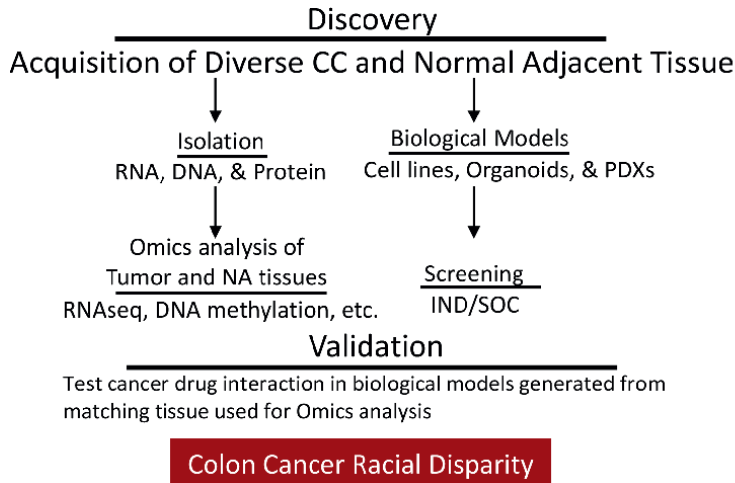 Discovery
Acquisition of Diverse CC and Normal Adjacent Tissue
Isolation
RNA, DNA, & Protein
Biological Models
Cell lines, Organoids, & PDXs
Omics analysis of
Tumor and NA tissues
RNAseq, DNA methylation, etc.
Screening
IND/SOC
Validation
Test cancer drug interaction in biological models generated from
matching tissue used for Omics analysis
Colon Cancer Racial Disparity